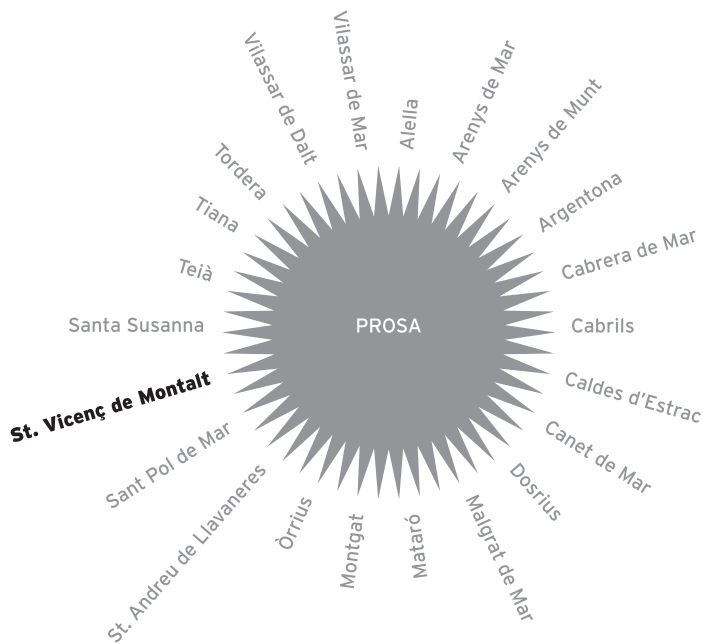 Alella
Arenys de Mar
Arenys de Munt
Argentona
Cabrera de Mar
Cabrils
Caldes d'Estrac
Canet de Mar
Dosrius
Malgrat de Mar
Mataró
Montgat
Òrrius
St. Andreu de Llavaneres
Sant Pol de Mar
St. Vicenç de Montalt
Santa Susanna
Teià
Tiana
Tordera
Vilassar de Dalt
Vilassar de Mar
PROSA